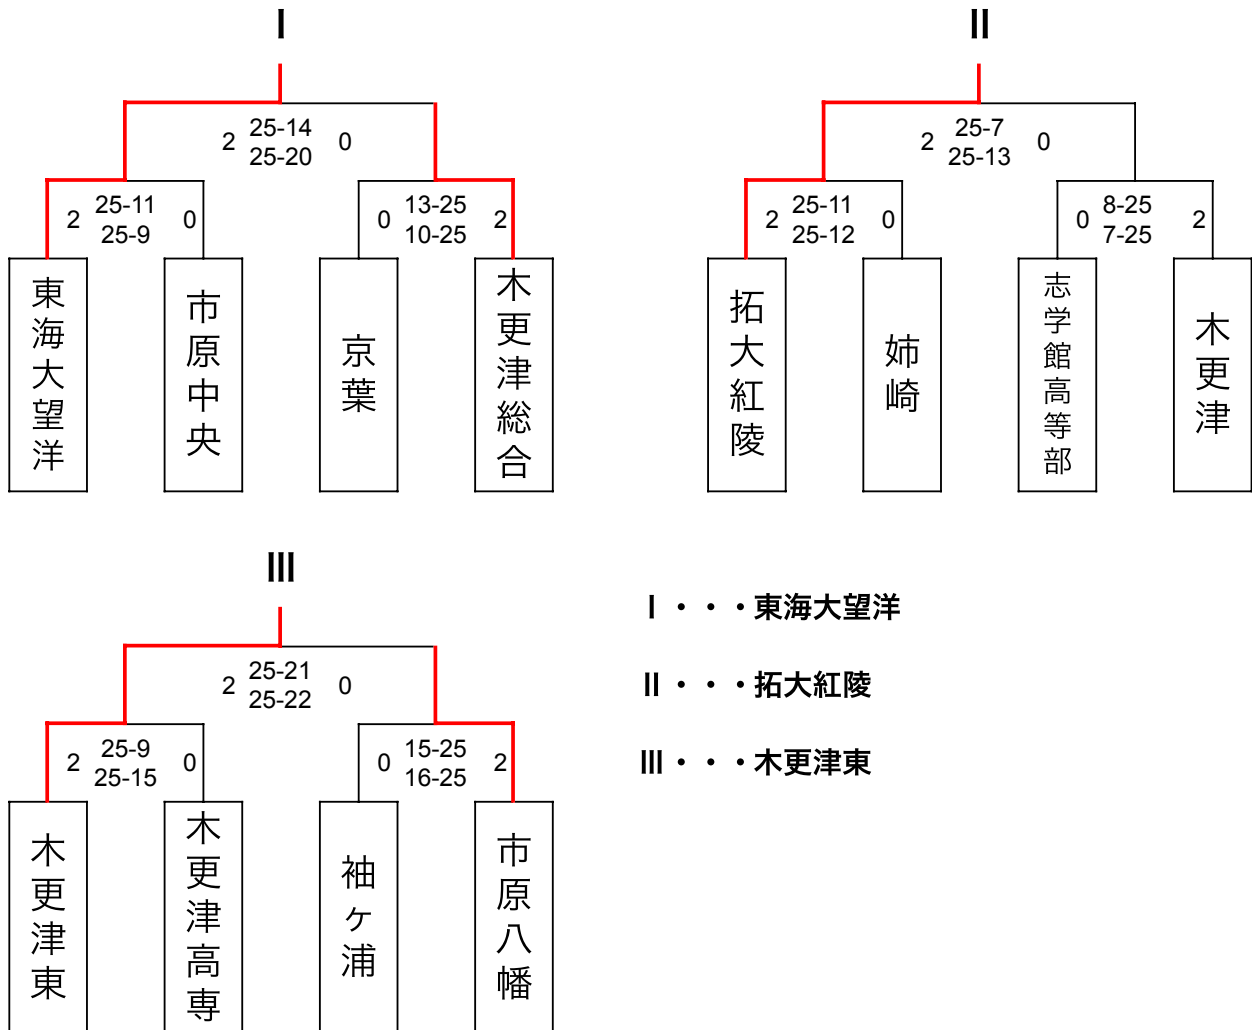 I
2 25-14 0
25-20
2 25-11 0
25-9
0 13-25 2
10-25
東海大望洋
市原中央
京葉
木更津総合
II
2 25-7 0
25-13
2 25-11 0
25-12
0 8-25 2
7-25
拓大紅陵
姉崎
志学館高等部
木更津
III
2 25-21 0
25-22
2 25-9 0
25-15
0 15-25 2
16-25
木更津東
木更津高専
袖ヶ浦
市原八幡
I・・・東海大望洋
II・・・拓大紅陵
III・・・木更津東